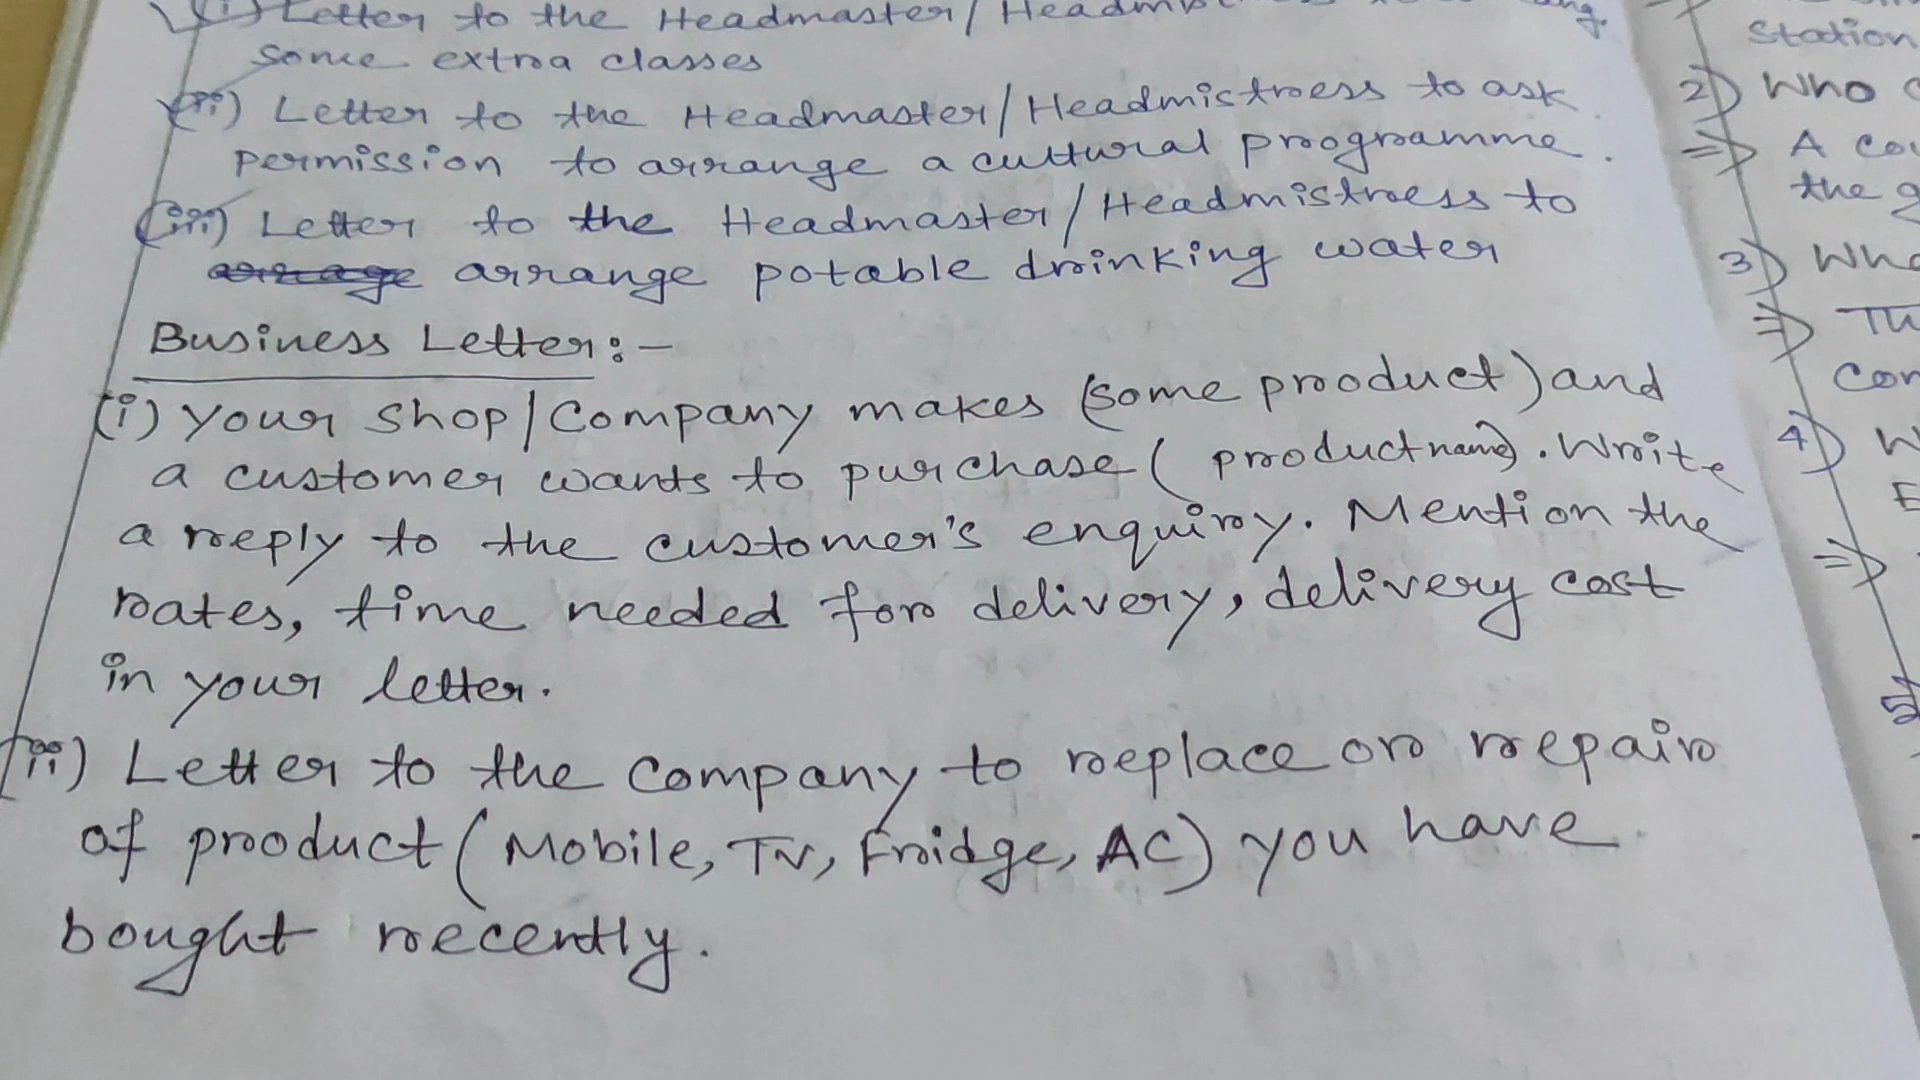 (i) Letter to the Headmaster/
some extra classes
(ii) Letter to the Headmaster/Headmistress to ask
permission to arrange a cultural programme.
(iii) Letter to the Headmaster/Headmistress to
arrange potable drinking water
Business Letter:-
(i) Your shop/Company makes (some product) and
a customer wants to purchase (product name). Write
a reply to the customer's enquiry. Mention the
rates, time needed for delivery, delivery cost
in your letter.
(ii) Letter to the company to replace or repair
of product (Mobile, TV, Fridge, AC) you have
bought recently.
Station
2) Who
=> A
the
3)
=>
4)
=>